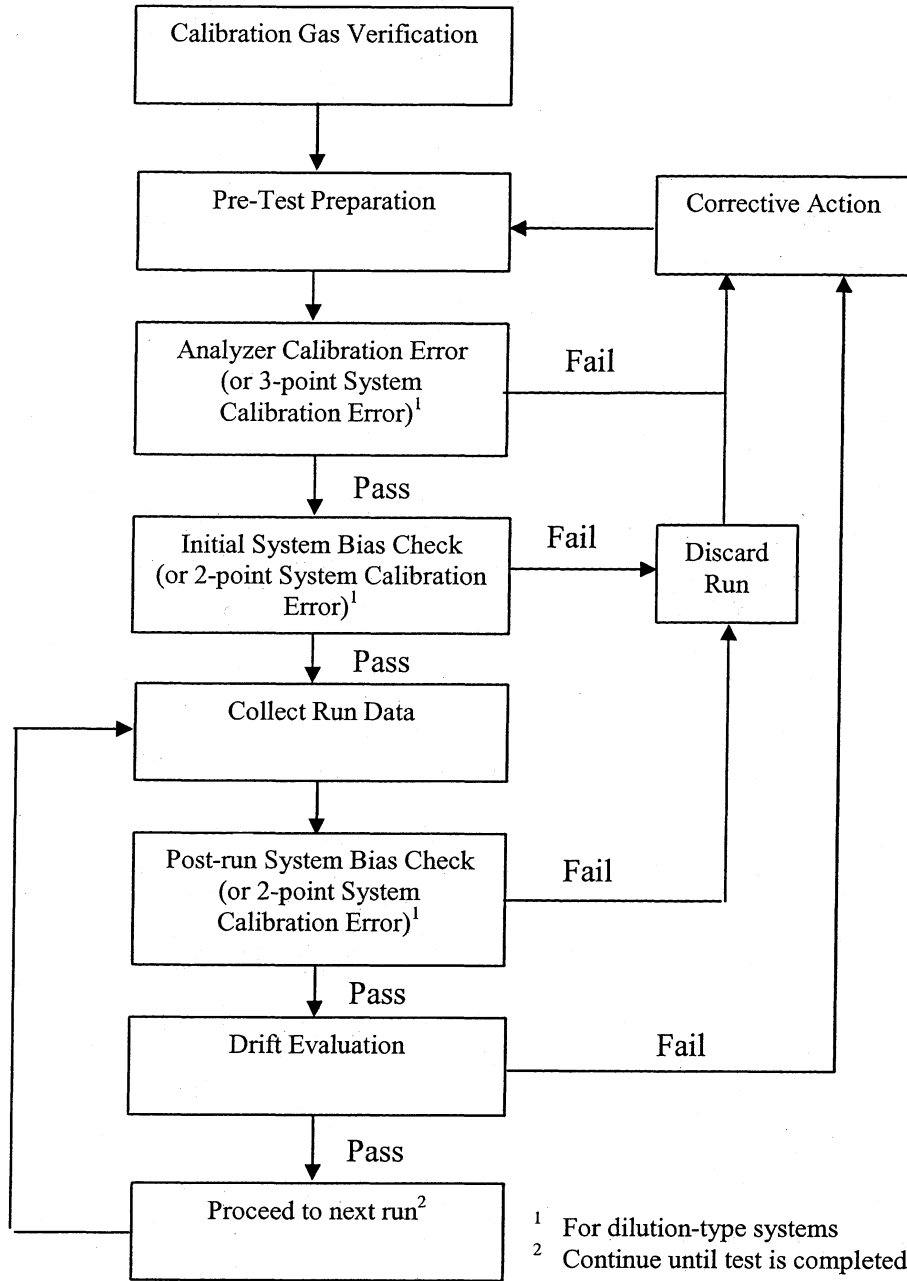 Calibration Gas Verification
Pre-Test Preparation
Corrective Action
Analyzer Calibration Error
(or 3-point System
Calibration Error)¹
Fail
Pass
Initial System Bias Check
(or 2-point System Calibration
Error)¹
Fail
Discard
Run
Pass
Collect Run Data
Post-run System Bias Check
(or 2-point System
Calibration Error)¹
Fail
Pass
Drift Evaluation
Fail
Pass
Proceed to next run²
¹ For dilution-type systems
² Continue until test is completed